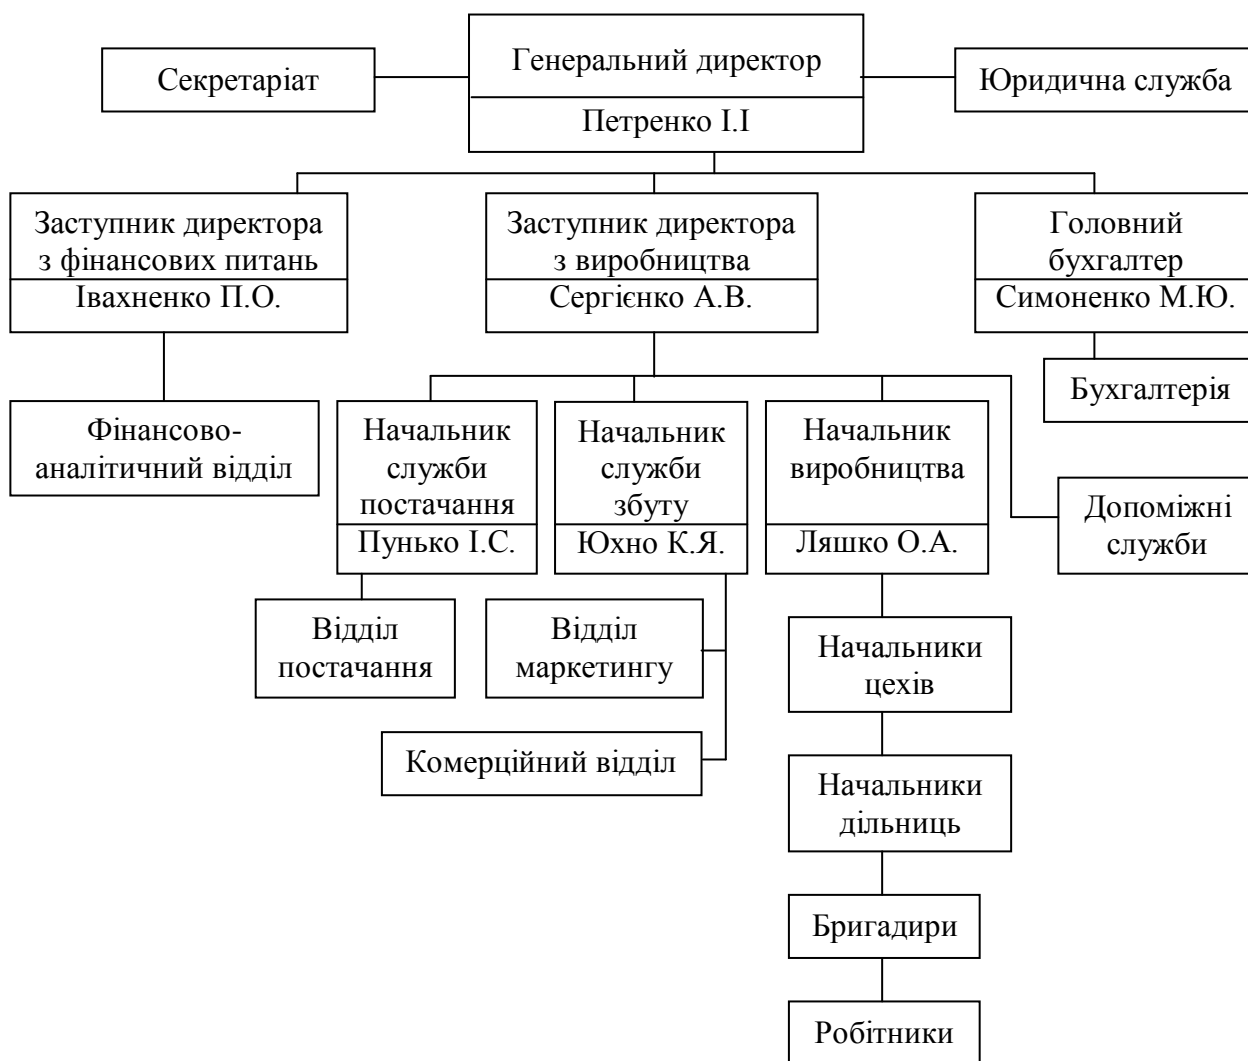 Генеральний директор
Секретаріат
Юридична служба
Петренко І.І
Заступник директора
з фінансових питань
Івахненко П.О.
Заступник директора
з виробництва
Сергієнко А.В.
Головний
бухгалтер
Симоненко М.Ю.
Бухгалтерія
Фінансово-
аналітичний відділ
Начальник
служби
постачання
Пунько І.С.
Начальник
служби
збуту
Юхно К.Я.
Начальник
виробництва
Ляшко О.А.
Допоміжні
служби
Відділ
постачання
Відділ
маркетингу
Начальники
цехів
Комерційний відділ
Начальники
дільниць
Бригадири
Робітники